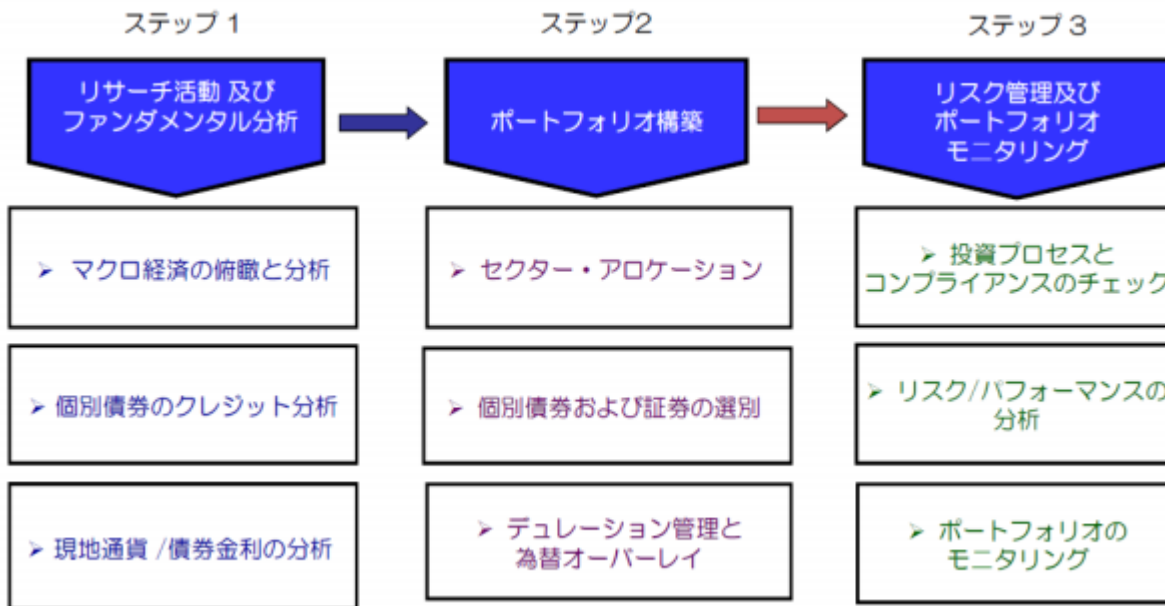 ステップ 1
リサーチ活動 及び
ファンダメンタル分析
➢ マクロ経済の俯瞰と分析
➢ 個別債券のクレジット分析
➢ 現地通貨 /債券金利の分析
ステップ2
ポートフォリオ構築
➢ セクター・アロケーション
➢ 個別債券および証券の選別
➢ デュレーション管理と
為替オーバーレイ
ステップ 3
リスク管理及び
ポートフォリオ
モニタリング
➢ 投資プロセスと
コンプライアンスのチェック
➢ リスク/パフォーマンスの
分析
➢ ポートフォリオの
モニタリング